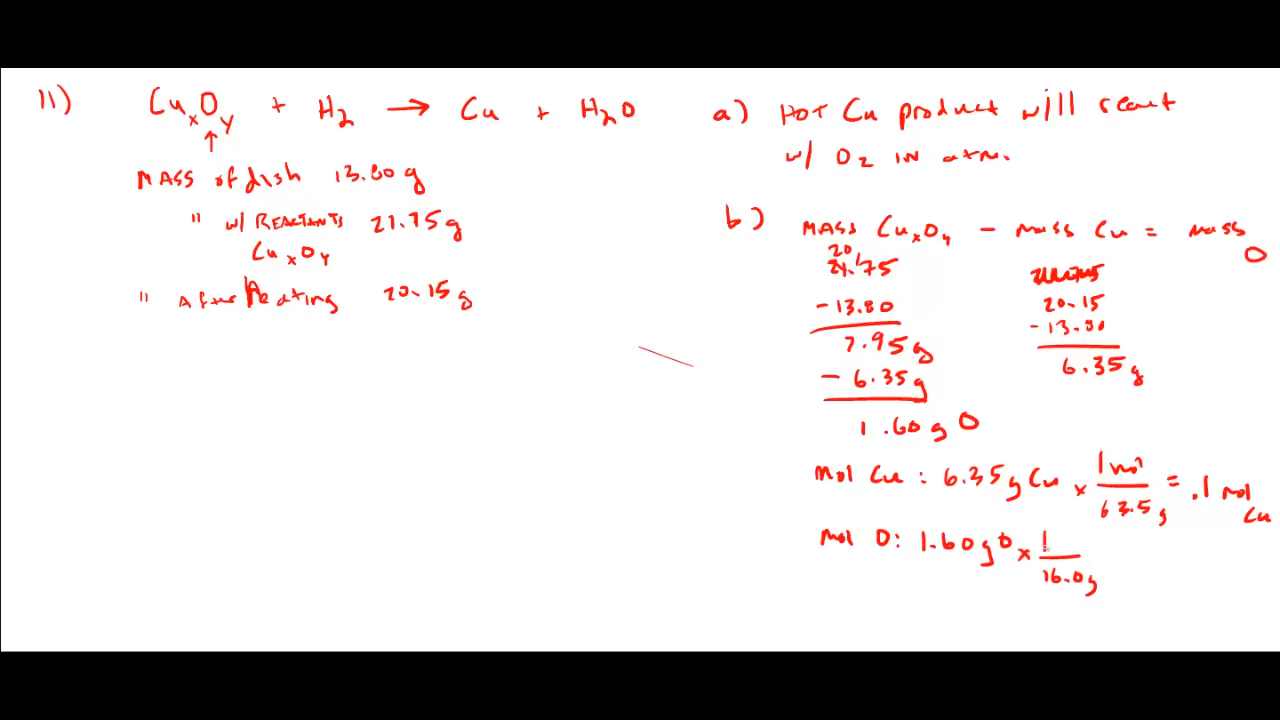 11) CuxOy + H2 → Cu + H2O
↑
MASS of dish 13.80 g
" w/ REACTANTS 21.75 g
CuxOy
" After Heating 20.15 g
a) HOT Cu product will react
w/ O2 IN atm.
b) MASS CuxOy - mass Cu = mass O
20 1
21.75
- 13.80
7.95 g
- 6.35 g
1.60 g O
20.15
- 13.80
6.35 g
Mol Cu : 6.35 g Cu x 1 mol / 63.5 g = .1 mol Cu
Mol O: 1.60 g O x 1 / 16.0 g